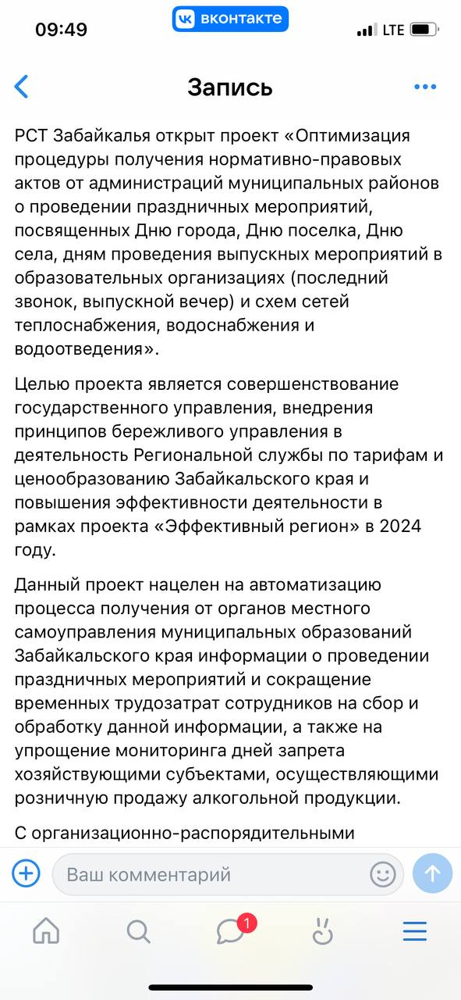 09:49
вконтакте
LTE
Запись
РСТ Забайкалья открыт проект «Оптимизация
процедуры получения нормативно-правовых
актов от администраций муниципальных районов
о проведении праздничных мероприятий,
посвященных Дню города, Дню поселка, Дню
села, дням проведения выпускных мероприятий в
образовательных организациях (последний
звонок, выпускной вечер) и схем сетей
теплоснабжения, водоснабжения и
водоотведения».
Целью проекта является совершенствование
государственного управления, внедрения
принципов бережливого управления в
деятельность Региональной службы по тарифам и
ценообразованию Забайкальского края и
повышения эффективности деятельности в
рамках проекта «Эффективный регион» в 2024
году.
Данный проект нацелен на автоматизацию
процесса получения от органов местного
самоуправления муниципальных образований
Забайкальского края информации о проведении
праздничных мероприятий и сокращение
временных трудозатрат сотрудников на сбор и
обработку данной информации, а также на
упрощение мониторинга дней запрета
хозяйствующими субъектами, осуществляющими
розничную продажу алкогольной продукции.
С организационно-распорядительными
Ваш комментарий
1